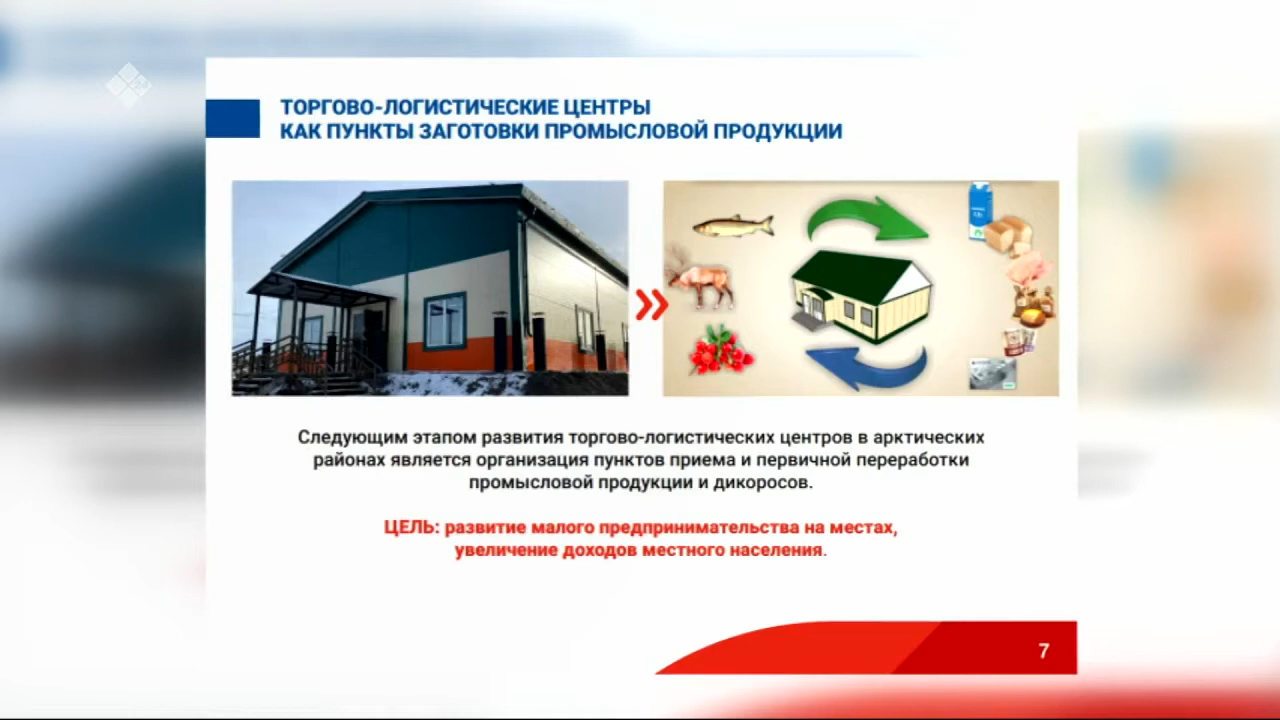 ТОРГОВО-ЛОГИСТИЧЕСКИЕ ЦЕНТРЫ
КАК ПУНКТЫ ЗАГОТОВКИ ПРОМЫСЛОВОЙ ПРОДУКЦИИ
Следующим этапом развития торгово-логистических центров в арктических
районах является организация пунктов приема и первичной переработки
промысловой продукции и дикоросов.
ЦЕЛЬ: развитие малого предпринимательства на местах,
увеличение доходов местного населения.
7